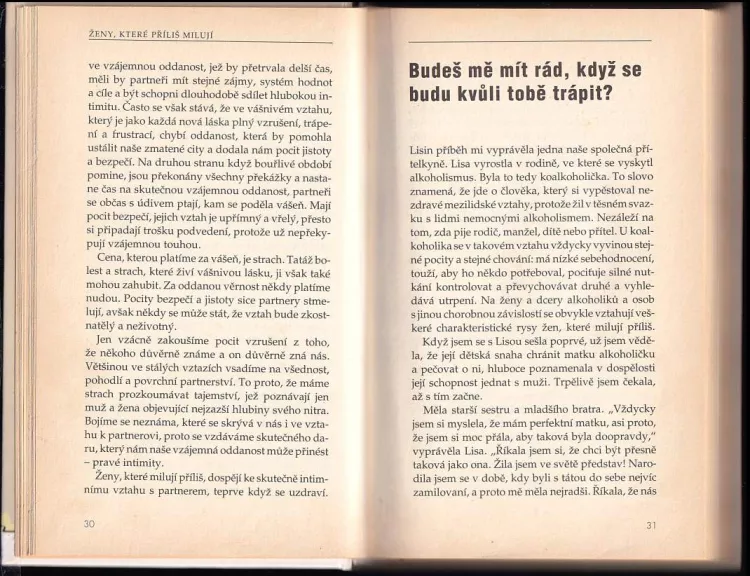 ŽENY, KTERÉ PŘÍLIŠ MILUJÍ
ve vzájemnou oddanost, jež by přetrvala delší čas,
měli by partneři mít stejné zájmy, systém hodnot
a cíle a být schopni dlouhodobě sdílet hlubokou in-
timitu. Často se však stává, že ve vášnivém vztahu,
který je jako každá nová láska plný vzrušení, trápe-
ní a frustrací, chybí oddanost, která by pomohla
ustálit naše zmatené city a dodala nám pocit jistoty
a bezpečí. Na druhou stranu když bouřlivé období
pomine, jsou překonány všechny překážky a nasta-
ne čas na skutečnou vzájemnou oddanost, partneři
se občas s údivem ptají, kam se poděla vášeň. Mají
pocit bezpečí, jejich vztah je upřímný a vřelý, přesto
si připadají trošku podvedení, protože už nepřeky-
pují vzájemnou touhou.
Cena, kterou platíme za vášeň, je strach. Tatáž bo-
lest a strach, které živí vášnivou lásku, ji však také
mohou zahubit. Za oddanou věrnost někdy platíme
nudou. Pocity bezpečí a jistoty sice partnery stme-
lují, avšak někdy se může stát, že vztah bude zkost-
natělý a neživotný.
Jen vzácně zakoušíme pocit vzrušení z toho,
že někoho důvěrně známe a on důvěrně zná nás.
Většinou ve stálých vztazích vsadíme na všednost,
pohodlí a povrchní partnerství. To proto, že máme
strach prozkoumávat tajemství, jež poznávají jen
muž a žena objevující nejzazší hlubiny svého nitra.
Bojíme se neznáma, které se skrývá v nás i ve vzta-
hu k partnerovi, proto se vzdáváme skutečného da-
ru, který nám naše vzájemná oddanost může přinést
– pravé intimity.
Ženy, které milují příliš, dospějí ke skutečně intim-
nímu vztahu s partnerem, teprve když se uzdraví.
30
Budeš mě mít rád, když se
budu kvůli tobě trápit?
Lisin příběh mi vyprávěla jedna naše společná pří-
telkyně. Lisa vyrostla v rodině, ve které se vyskytl
alkoholismus. Byla to tedy koalkoholička. To slovo
znamená, že jde o člověka, který si vypěstoval ne-
zdravé mezilidské vztahy, protože žil v těsném svaz-
ku s lidmi nemocnými alkoholismem. Nezáleží na
tom, zda pije rodič, manžel, dítě nebo přítel. U koal-
koholika se v takovém vztahu vždycky vyvinou stej-
né pocity a stejné chování: má nízké sebehodnocení,
touží, aby ho někdo potřeboval, pociťuje silné nut-
kání kontrolovat a převychovávat druhé a vyhle-
dává utrpení. Na ženy a dcery alkoholiků a osob
s jinou chorobnou závislostí se obvykle vztahují veš-
keré charakteristické rysy žen, které milují příliš.
Když jsem se s Lisou sešla poprvé, už jsem vědě-
la, že její dětská snaha chránit matku alkoholičku
a pečovat o ni, hluboce poznamenala v dospělosti
její schopnost jednat s muži. Trpělivě jsem čekala,
až s tím začne.
Měla starší sestru a mladšího bratra. „Vždycky
jsem si myslela, že mám perfektní matku, asi proto,
že jsem si moc přála, aby taková byla doopravdy,“
vyprávěla Lisa. „Říkala jsem si, že chci být přesně
taková jako ona. Žila jsem ve světě představ! Naro-
dila jsem se v době, kdy byli s tátou do sebe nejvíc
zamilovaní, a proto mě měla nejradši. Říkala, že nás
31